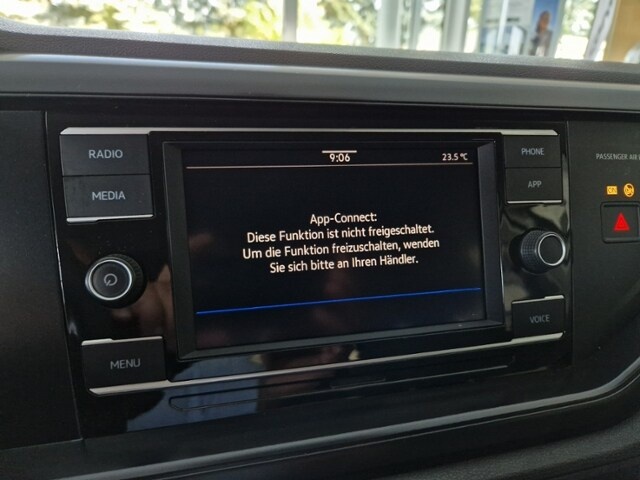 9:06
23.5 °C
RADIO
PHONE
PASSENGER AIR
MEDIA
APP
App-Connect:
Diese Funktion ist nicht freigeschaltet.
Um die Funktion freizuschalten, wenden
Sie sich bitte an Ihren Händler.
MENU
VOICE